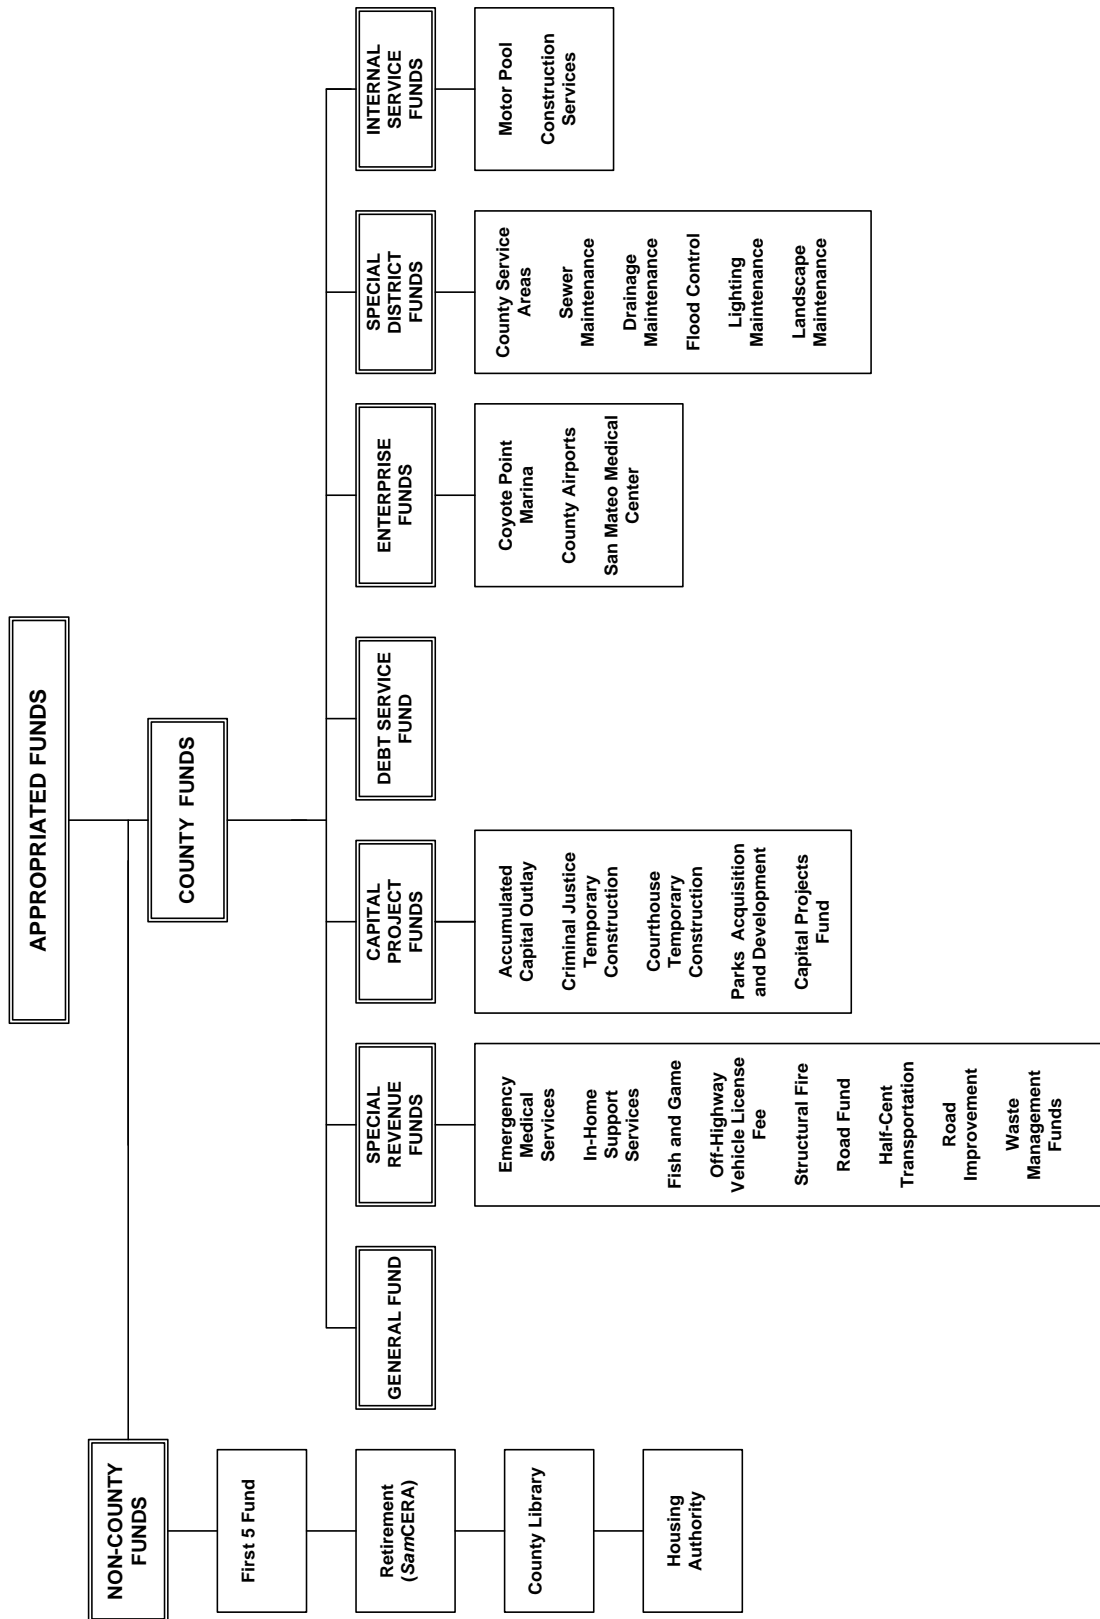 APPROPRIATED FUNDS
NON-COUNTY
FUNDS
COUNTY FUNDS
First 5 Fund
Retirement
(SamCERA)
County Library
Housing
Authority
GENERAL FUND
SPECIAL
REVENUE
FUNDS
Emergency
Medical
Services
In-Home
Support
Services
Fish and Game
Off-Highway
Vehicle License
Fee
Structural Fire
Road Fund
Half-Cent
Transportation
Road
Improvement
Waste
Management
Funds
CAPITAL
PROJECT
FUNDS
Accumulated
Capital Outlay
Criminal Justice
Temporary
Construction
Courthouse
Temporary
Construction
Parks Acquisition
and Development
Capital Projects
Fund
DEBT SERVICE
FUND
ENTERPRISE
FUNDS
Coyote Point
Marina
County Airports
San Mateo Medical
Center
SPECIAL
DISTRICT
FUNDS
County Service
Areas
Sewer
Maintenance
Drainage
Maintenance
Flood Control
Lighting
Maintenance
Landscape
Maintenance
INTERNAL
SERVICE
FUNDS
Motor Pool
Construction
Services